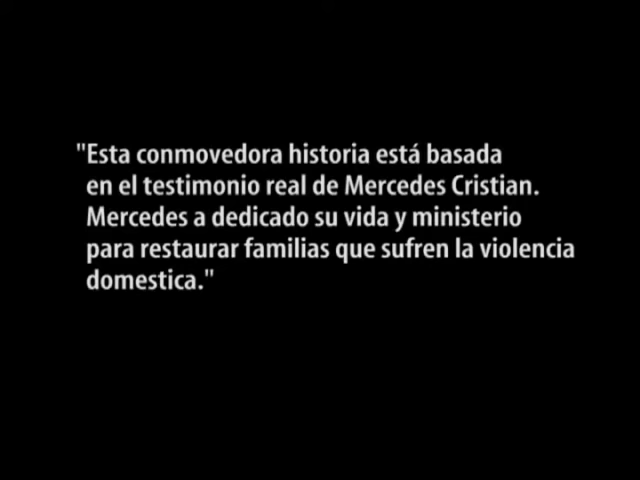 "Esta conmovedora historia está basada
en el testimonio real de Mercedes Cristian.
Mercedes a dedicado su vida y ministerio
para restaurar familias que sufren la violencia
domestica."